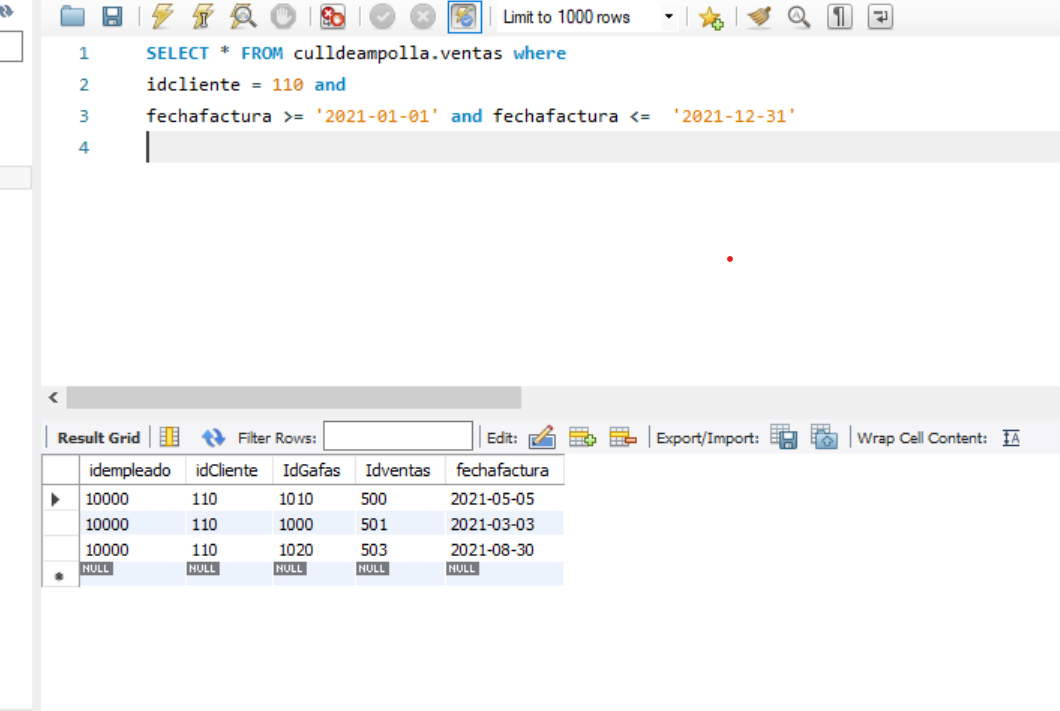 Limit to 1000 rows
1 SELECT * FROM culldeampolla.ventas where
2 idcliente = 110 and
3 fechafactura >= '2021-01-01' and fechafactura <=  '2021-12-31'
4
Result Grid Filter Rows: Edit: Export/Import: Wrap Cell Content: IA
idempleado idCliente IdGafas Idventas fechafactura
10000 110 1010 500 2021-05-05
10000 110 1000 501 2021-03-03
10000 110 1020 503 2021-08-30
NULL NULL NULL NULL NULL